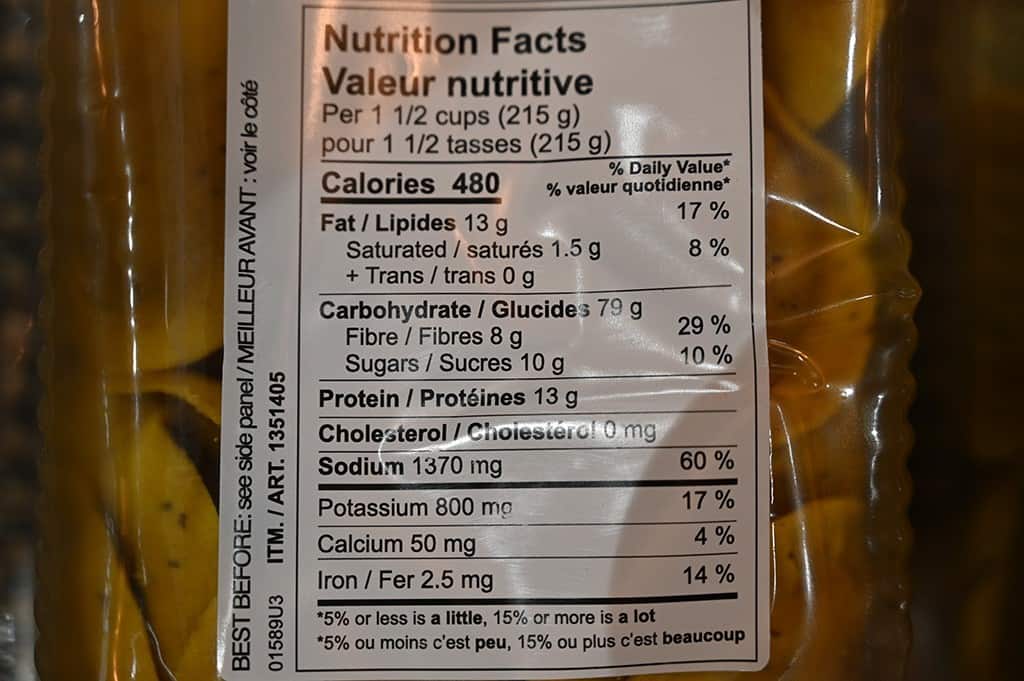 Nutrition Facts
Valeur nutritive
Per 1 1/2 cups (215 g)
pour 1 1/2 tasses (215 g)
% Daily Value*
% valeur quotidienne*
Calories 480
Fat / Lipides 13 g 17 %
Saturated / saturés 1.5 g 8 %
+ Trans / trans 0 g
Carbohydrate / Glucides 79 g
Fibre / Fibres 8 g 29 %
Sugars / Sucres 10 g 10 %
Protein / Protéines 13 g
Cholesterol / Cholestérol 0 mg
Sodium 1370 mg 60 %
Potassium 800 mg 17 %
Calcium 50 mg 4 %
Iron / Fer 2.5 mg 14 %
*5% or less is a little, 15% or more is a lot
*5% ou moins c'est peu, 15% ou plus c'est beaucoup
BEST BEFORE: see side panel / MEILLEUR AVANT : voir le côté
01589U3 ITM. / ART. 1351405